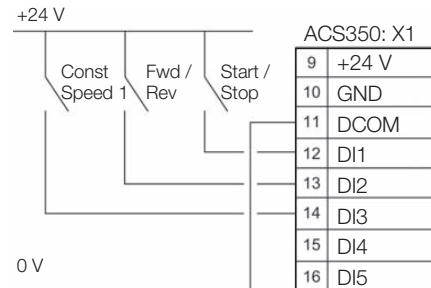 +24 V
ACS350: X1
Const
Speed 1
Fwd /
Rev
Start /
Stop
9 +24 V
10 GND
11 DCOM
12 DI1
13 DI2
14 DI3
15 DI4
16 DI5
0 V